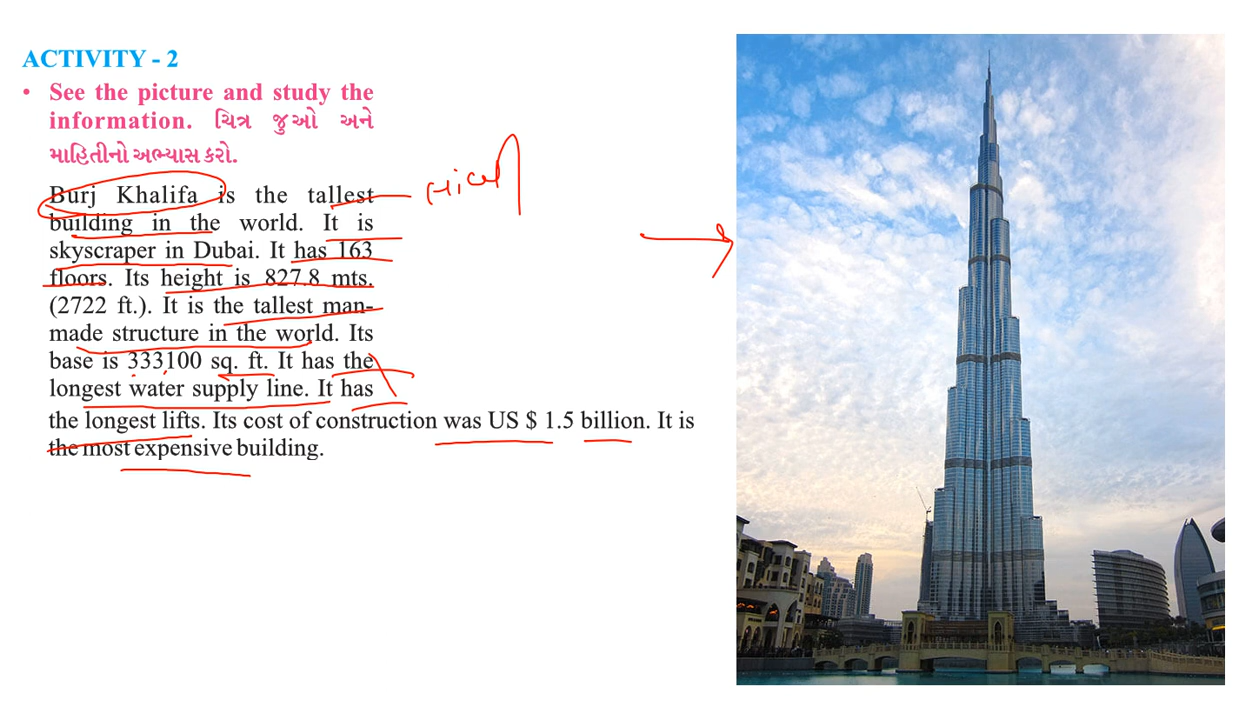 ACTIVITY - 2
• See the picture and study the
information. ચિત્ર જુઓ અને
માહિતીનો અભ્યાસ કરો.
Burj Khalifa is the tallest
building in the world. It is
skyscraper in Dubai. It has 163
floors. Its height is 827.8 mts.
(2722 ft.). It is the tallest man-
made structure in the world. Its
base is 333100 sq. ft. It has the
longest water supply line. It has
the longest lifts. Its cost of construction was US $ 1.5 billion. It is
the most expensive building.